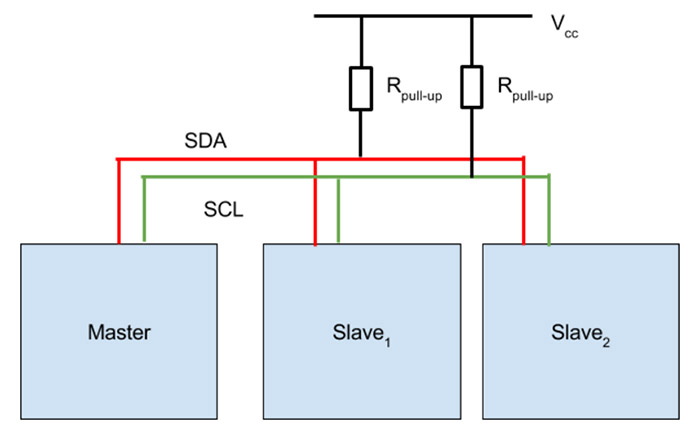 Vcc
Rpull-up
Rpull-up
SDA
SCL
Master
Slave1
Slave2